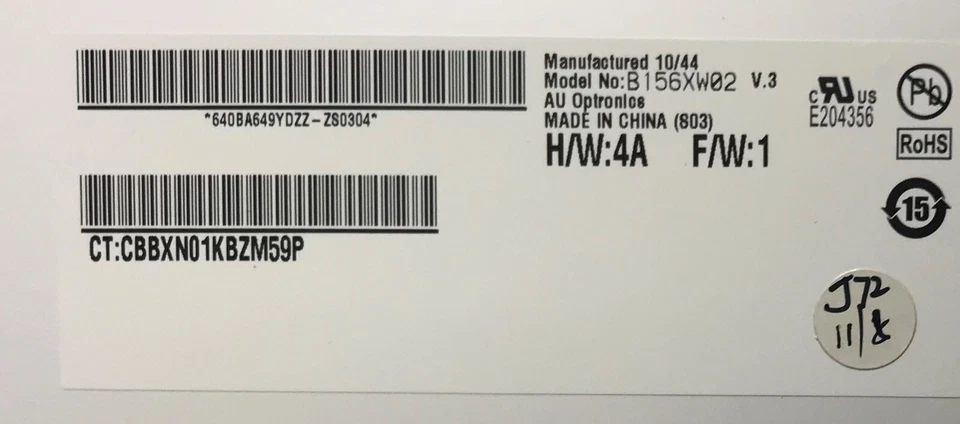 *640BA649YDZZ-ZS0304*
CT:CBBXN01KBZM59P
Manufactured 10/44
Model No:B156XW02 V.3
AU Optronics
MADE IN CHINA (803)
H/W:4A F/W:1
c RU US
E204356
Pb
RoHS
15
J72
11/8